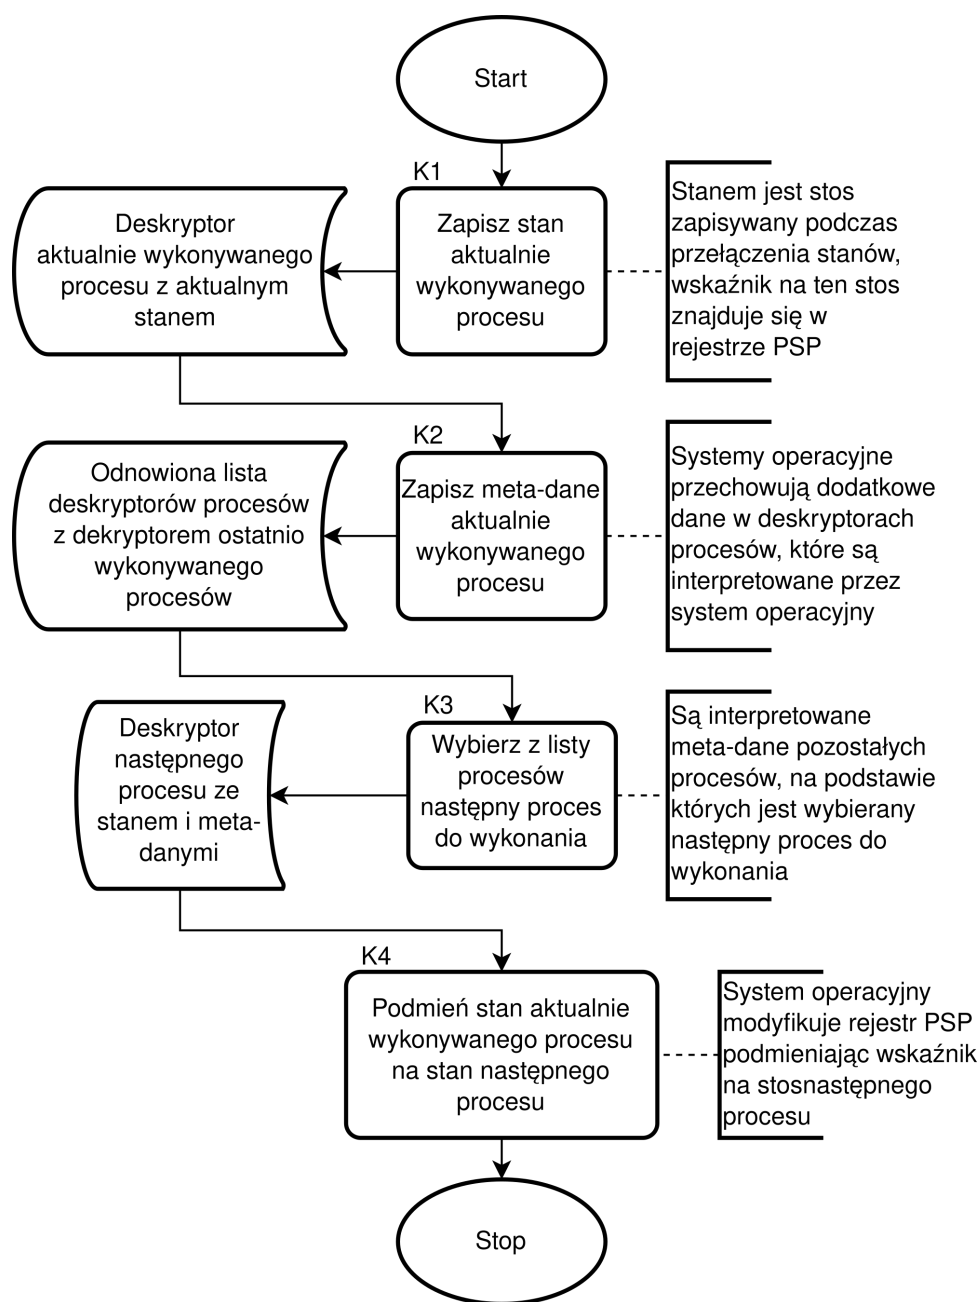 Start
K1
Deskryptor
aktualnie wykonywanego
procesu z aktualnym
stanem
Zapisz stan
aktualnie
wykonywanego
procesu
Stanem jest stos
zapisywany podczas
przełączenia stanów,
wskaźnik na ten stos
znajduje się w
rejestrze PSP
K2
Odnowiona lista
deskryptorów procesów
z dekryptorem ostatnio
wykonywanego
procesów
Zapisz meta-dane
aktualnie
wykonywanego
procesu
Systemy operacyjne
przechowują dodatkowe
dane w deskryptorach
procesów, które są
interpretowane przez
system operacyjny
K3
Deskryptor
następnego
procesu ze
stanem i meta-
danymi
Wybierz z listy
procesów
następny proces
do wykonania
Są interpretowane
meta-dane pozostałych
procesów, na podstawie
których jest wybierany
następny proces do
wykonania
K4
Podmień stan aktualnie
wykonywanego procesu
na stan następnego
procesu
System operacyjny
modyfikuje rejestr PSP
podmieniając wskaźnik
na stosnastępnego
procesu
Stop